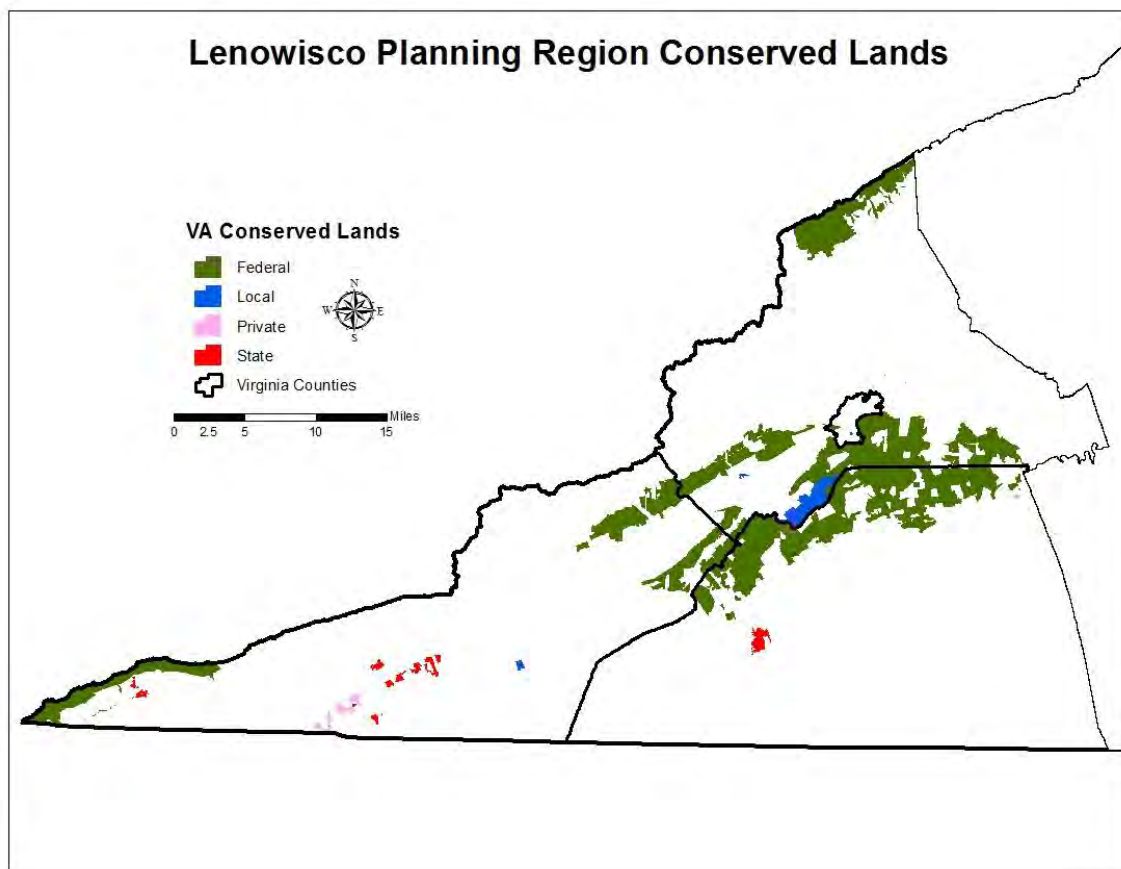 Lenowisco Planning Region Conserved Lands
VA Conserved Lands
Federal
Local
Private
State
Virginia Counties
N
W E
S
Miles
0 2.5 5 10 15